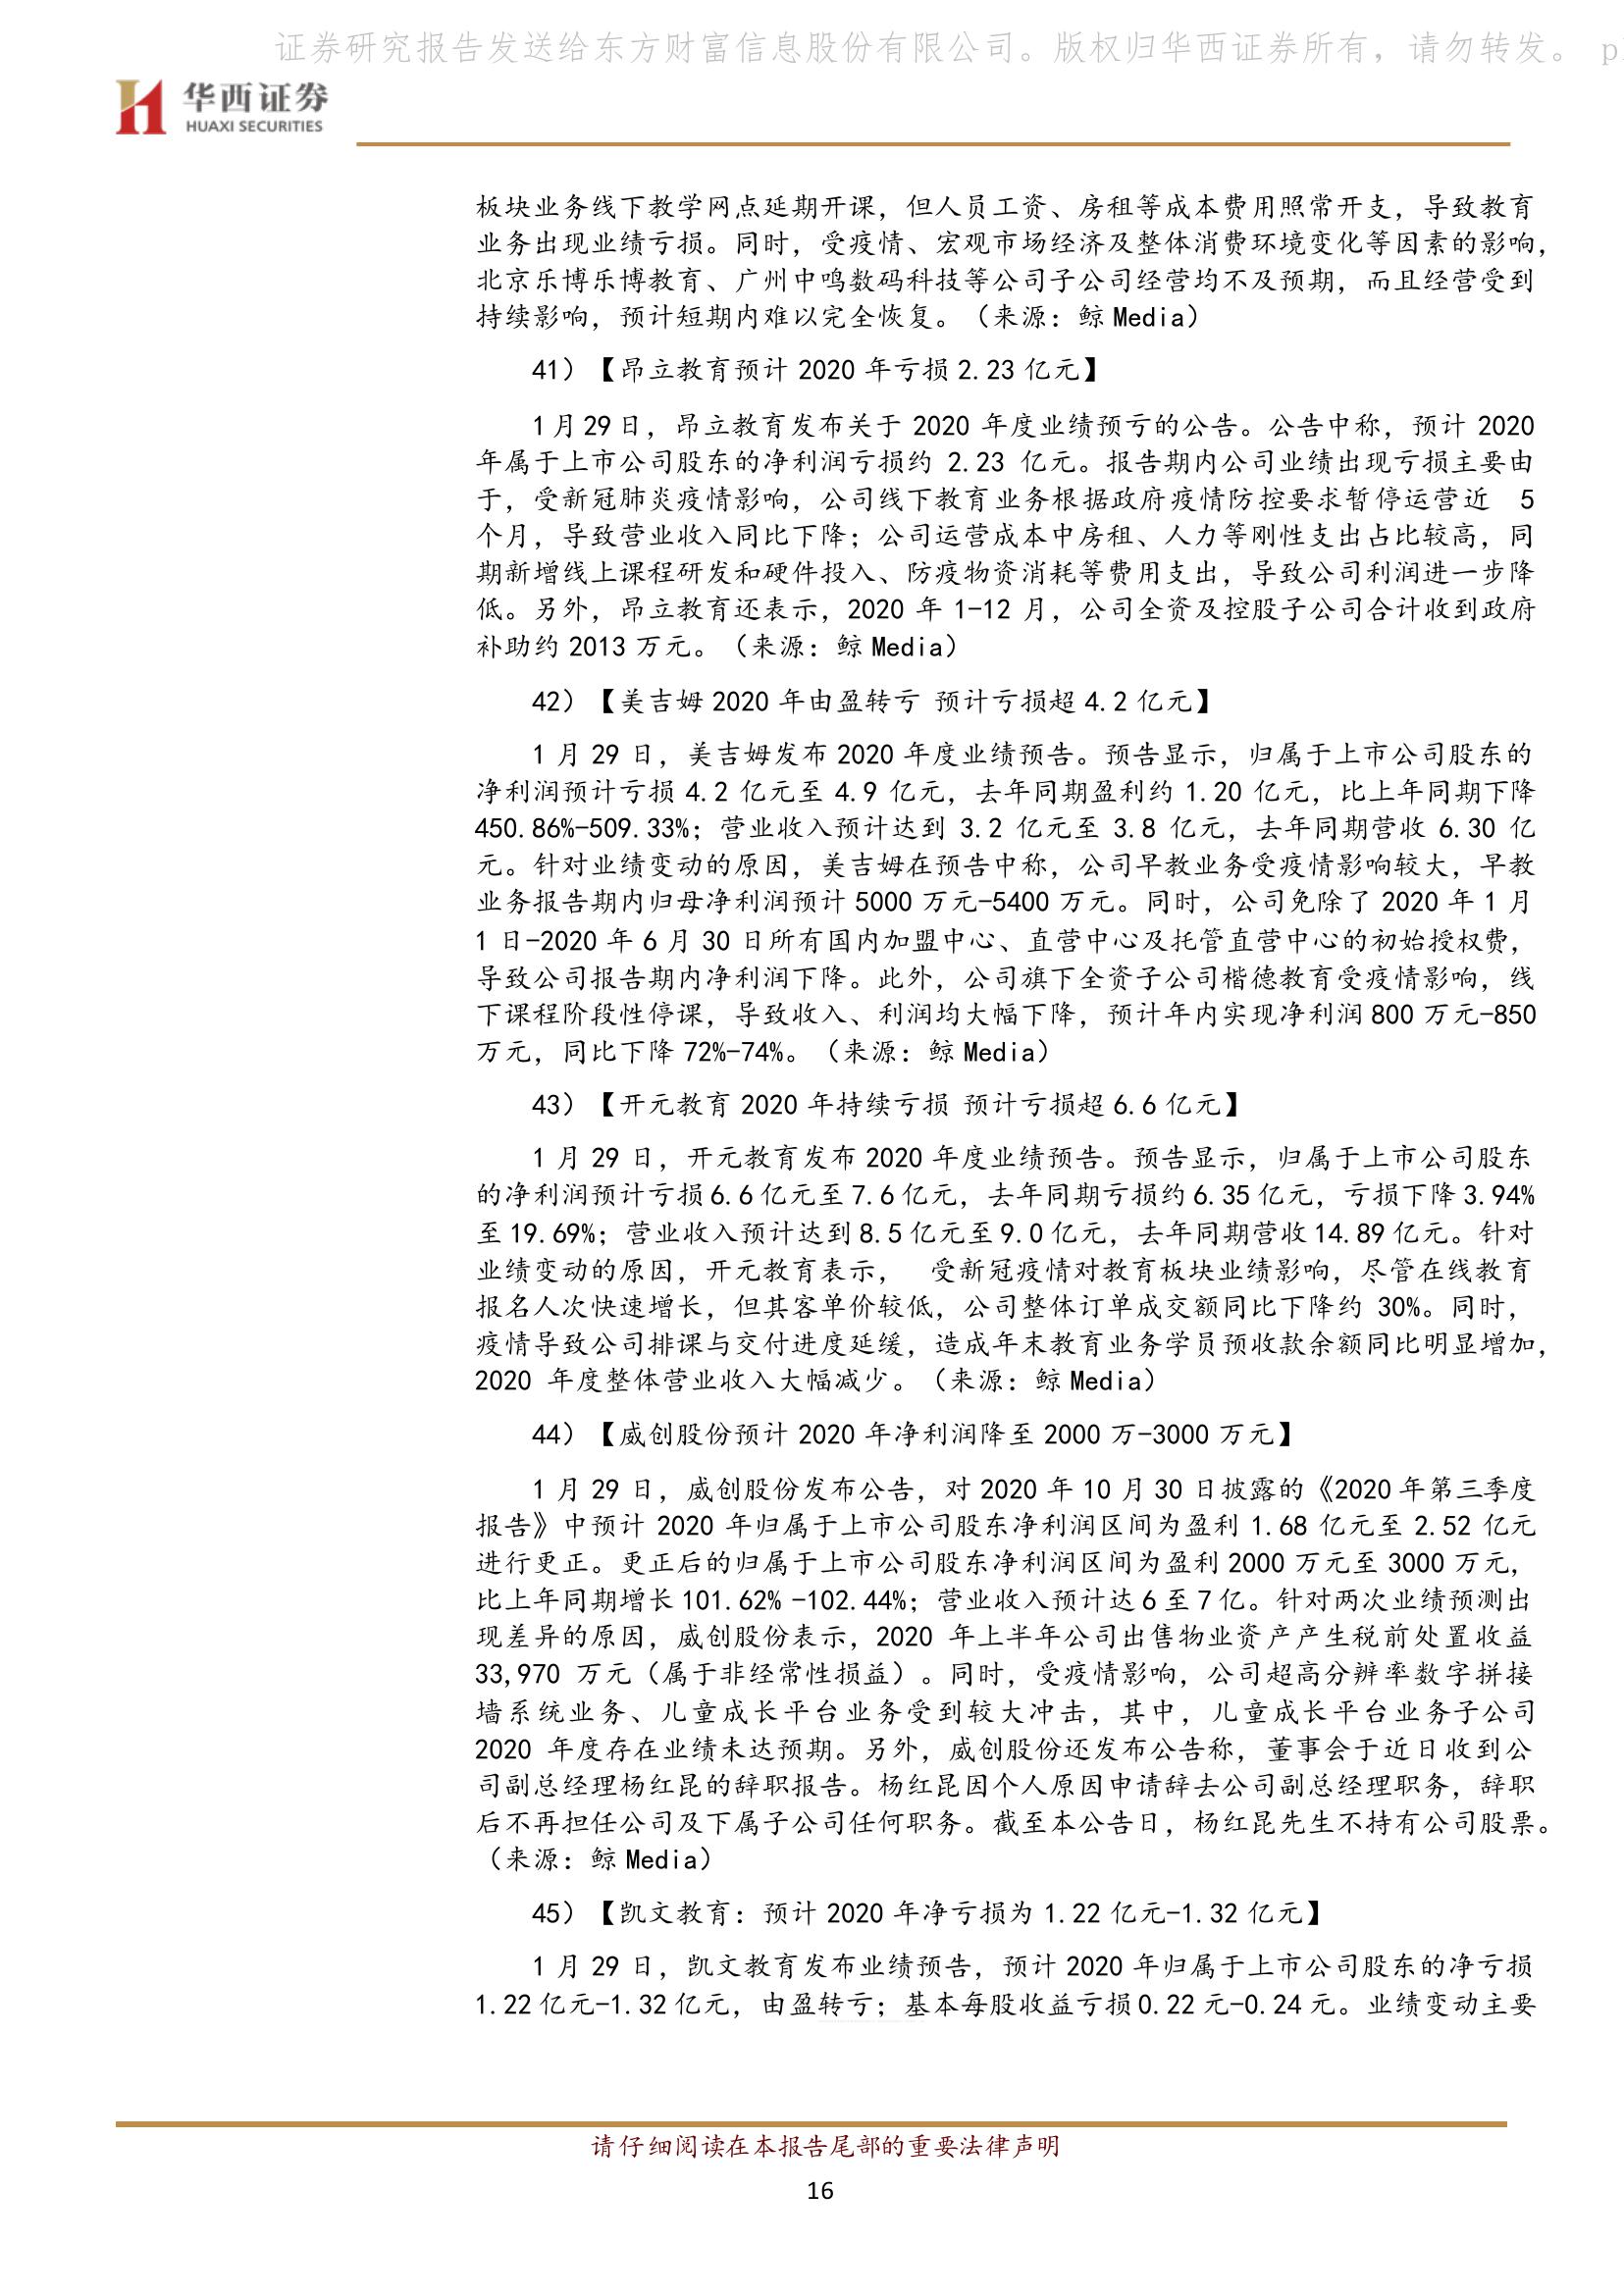 证券研究报告发送给东方财富信息股份有限公司。版权归华西证券所有，请勿转发。 p
华西证券
HUAXI SECURITIES
板块业务线下教学网点延期开课，但人员工资、房租等成本费用照常开支，导致教育
业务出现业绩亏损。同时，受疫情、宏观市场经济及整体消费环境变化等因素的影响，
北京乐博乐博教育、广州中鸣数码科技等公司子公司经营均不及预期，而且经营受到
持续影响，预计短期内难以完全恢复。（来源：鲸 Media）
41）【昂立教育预计 2020 年亏损 2.23 亿元】
1 月 29 日，昂立教育发布关于 2020 年度业绩预亏的公告。公告中称，预计 2020
年属于上市公司股东的净利润亏损约 2.23 亿元。报告期内公司业绩出现亏损主要由
于，受新冠肺炎疫情影响，公司线下教育业务根据政府疫情防控要求暂停运营近 5
个月，导致营业收入同比下降；公司运营成本中房租、人力等刚性支出占比较高，同
期新增线上课程研发和硬件投入、防疫物资消耗等费用支出，导致公司利润进一步降
低。另外，昂立教育还表示，2020 年 1-12 月，公司全资及控股子公司合计收到政府
补助约 2013 万元。（来源：鲸 Media）
42）【美吉姆 2020 年由盈转亏 预计亏损超 4.2 亿元】
1 月 29 日，美吉姆发布 2020 年度业绩预告。预告显示，归属于上市公司股东的
净利润预计亏损 4.2 亿元至 4.9 亿元，去年同期盈利约 1.20 亿元，比上年同期下降
450.86%-509.33%；营业收入预计达到 3.2 亿元至 3.8 亿元，去年同期营收 6.30 亿
元。针对业绩变动的原因，美吉姆在预告中称，公司早教业务受疫情影响较大，早教
业务报告期内归母净利润预计 5000 万元-5400 万元。同时，公司免除了 2020 年 1 月
1 日-2020 年 6 月 30 日所有国内加盟中心、直营中心及托管直营中心的初始授权费，
导致公司报告期内净利润下降。此外，公司旗下全资子公司楷德教育受疫情影响，线
下课程阶段性停课，导致收入、利润均大幅下降，预计年内实现净利润 800 万元-850
万元，同比下降 72%-74%。（来源：鲸 Media）
43）【开元教育 2020 年持续亏损 预计亏损超 6.6 亿元】
1 月 29 日，开元教育发布 2020 年度业绩预告。预告显示，归属于上市公司股东
的净利润预计亏损 6.6 亿元至 7.6 亿元，去年同期亏损约 6.35 亿元，亏损下降 3.94%
至 19.69%；营业收入预计达到 8.5 亿元至 9.0 亿元，去年同期营收 14.89 亿元。针对
业绩变动的原因，开元教育表示， 受新冠疫情对教育板块业绩影响，尽管在线教育
报名人次快速增长，但其客单价较低，公司整体订单成交额同比下降约 30%。同时，
疫情导致公司排课与交付进度延缓，造成年末教育业务学员预收款余额同比明显增加，
2020 年度整体营业收入大幅减少。（来源：鲸 Media）
44）【威创股份预计 2020 年净利润降至 2000 万-3000 万元】
1 月 29 日，威创股份发布公告，对 2020 年 10 月 30 日披露的《2020 年第三季度
报告》中预计 2020 年归属于上市公司股东净利润区间为盈利 1.68 亿元至 2.52 亿元
进行更正。更正后的归属于上市公司股东净利润区间为盈利 2000 万元至 3000 万元，
比上年同期增长 101.62% -102.44%；营业收入预计达 6 至 7 亿。针对两次业绩预测出
现差异的原因，威创股份表示，2020 年上半年公司出售物业资产产生税前处置收益
33,970 万元（属于非经常性损益）。同时，受疫情影响，公司超高分辨率数字拼接
墙系统业务、儿童成长平台业务受到较大冲击，其中，儿童成长平台业务子公司
2020 年度存在业绩未达预期。另外，威创股份还发布公告称，董事会于近日收到公
司副总经理杨红昆的辞职报告。杨红昆因个人原因申请辞去公司副总经理职务，辞职
后不再担任公司及下属子公司任何职务。截至本公告日，杨红昆先生不持有公司股票。
（来源：鲸 Media）
45）【凯文教育：预计 2020 年净亏损为 1.22 亿元-1.32 亿元】
1 月 29 日，凯文教育发布业绩预告，预计 2020 年归属于上市公司股东的净亏损
1.22 亿元-1.32 亿元，由盈转亏；基本每股收益亏损 0.22 元-0.24 元。业绩变动主要
请仔细阅读在本报告尾部的重要法律声明
16